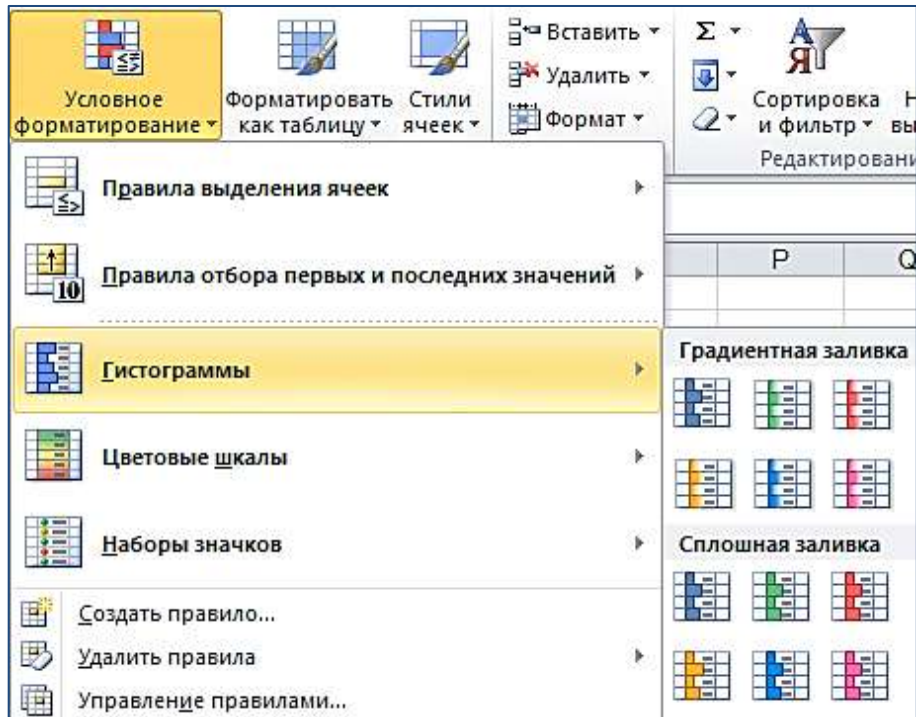 Вставить
Удалить
Формат
Условное
форматирование
Форматировать
как таблицу
Стили
ячеек
Σ
А
Я
Сортировка
и фильтр
Правила выделения ячеек
10
Правила отбора первых и последних значений
P
Q
Гистограммы
Градиентная заливка
Цветовые шкалы
Наборы значков
Сплошная заливка
Создать правило...
Удалить правила
Управление правилами...